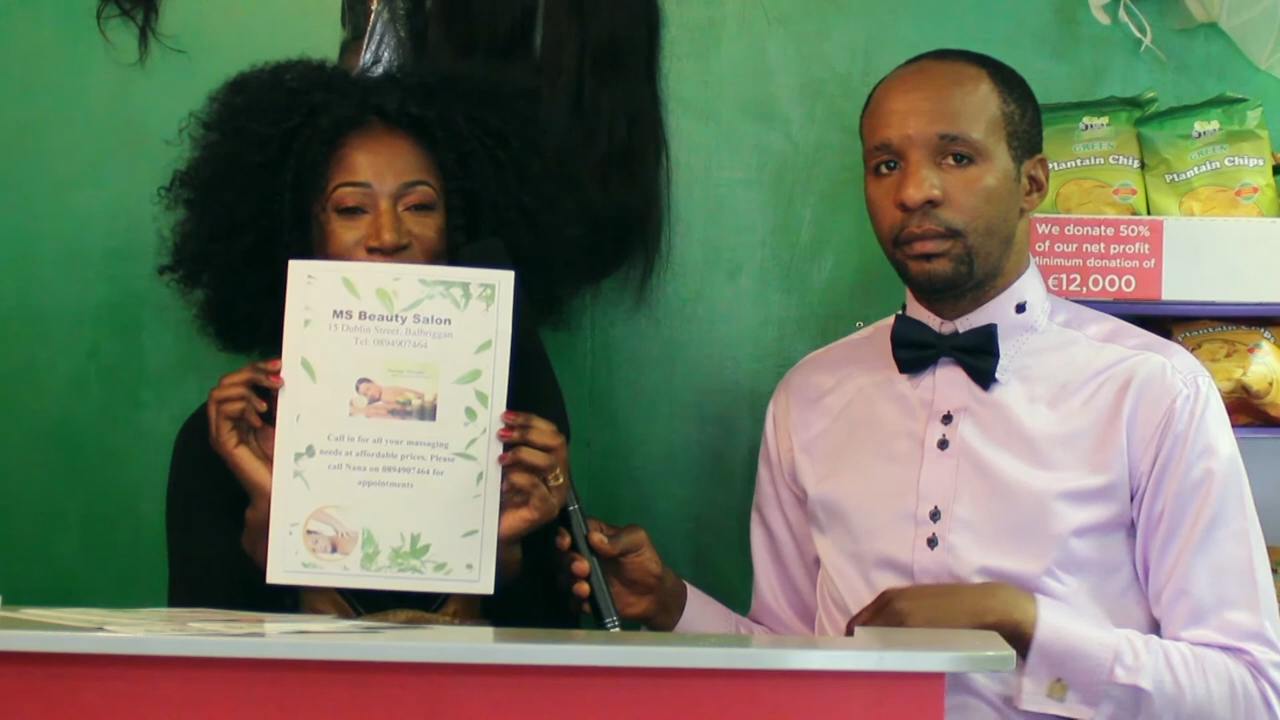 MS Beauty Salon
15 Dublin Street, Balbriggan
Tel: 0894907464
Call in for all your massaging
needs at affordable prices. Please
call Nana on 0894907464 for
appointments
GREEN
Plantain Chips
GREEN
Plantain Chips
We donate 50%
of our net profit
Minimum donation of
€12,000
Plantain Chips